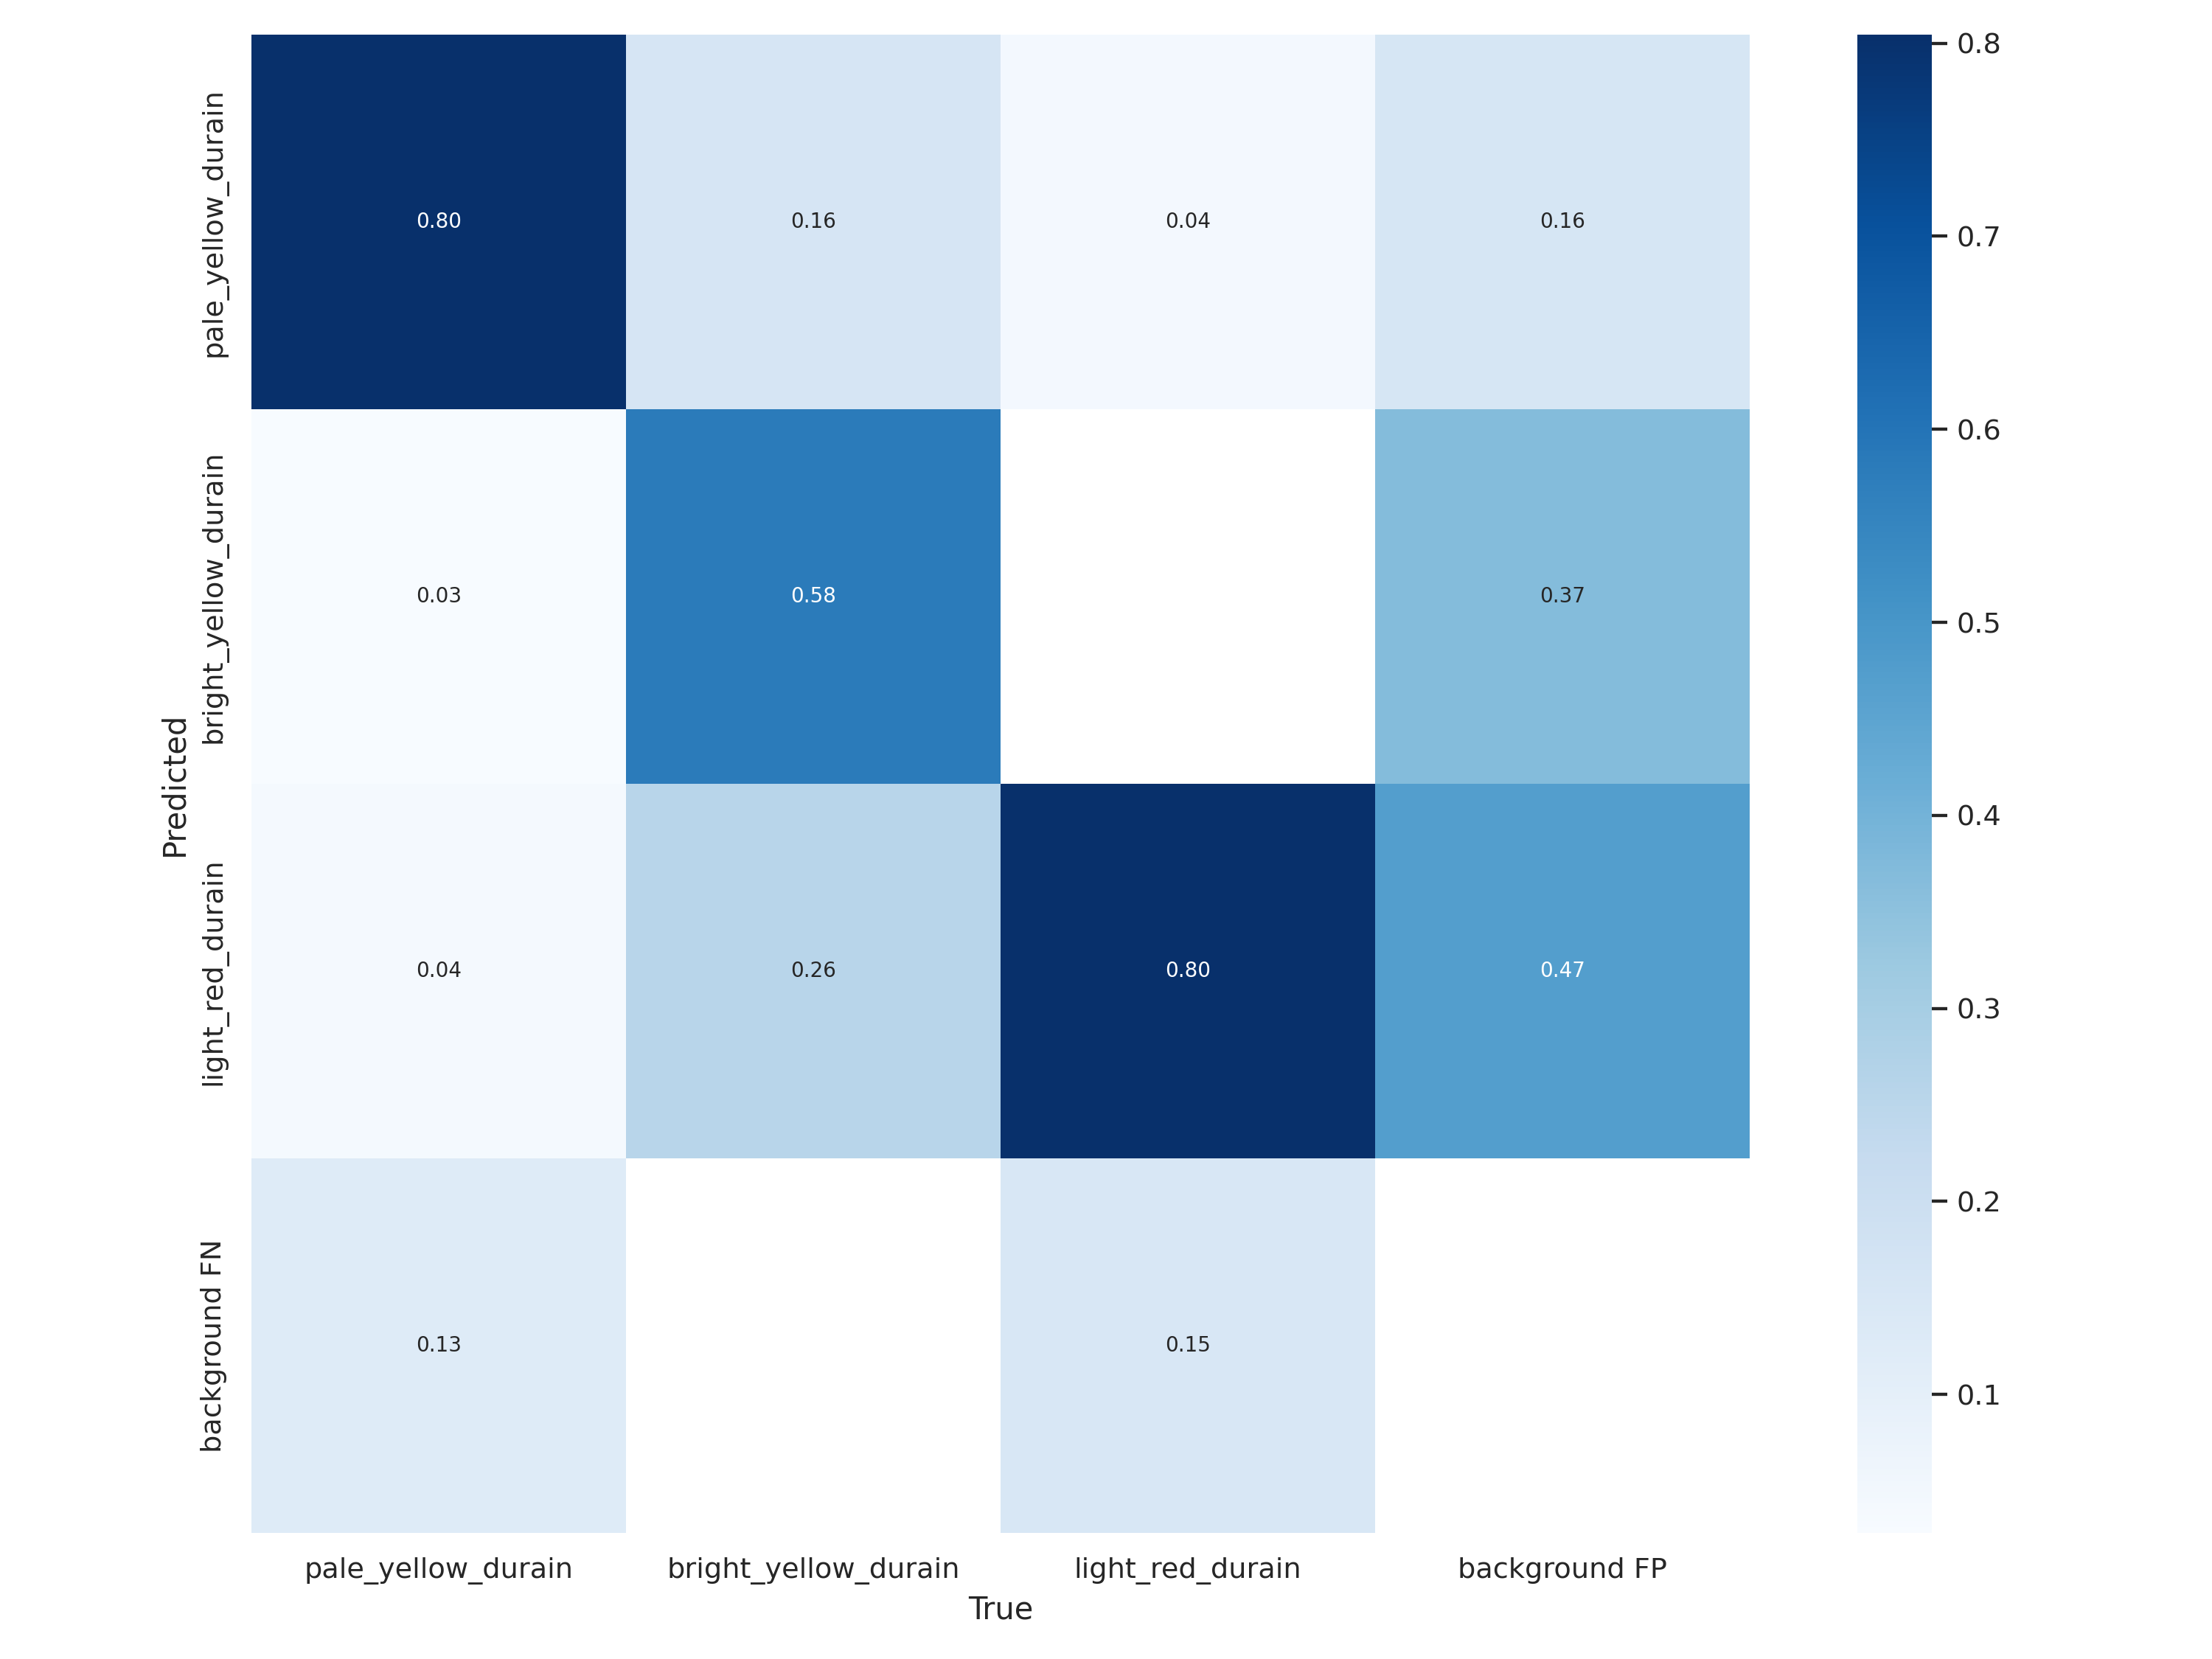 0.80 0.16 0.04 0.16
0.03 0.58 0.37
0.04 0.26 0.80 0.47
0.13 0.15
pale_yellow_durain
bright_yellow_durain
light_red_durain
background FN
Predicted
pale_yellow_durain bright_yellow_durain light_red_durain background FP
True
0.8
0.7
0.6
0.5
0.4
0.3
0.2
0.1